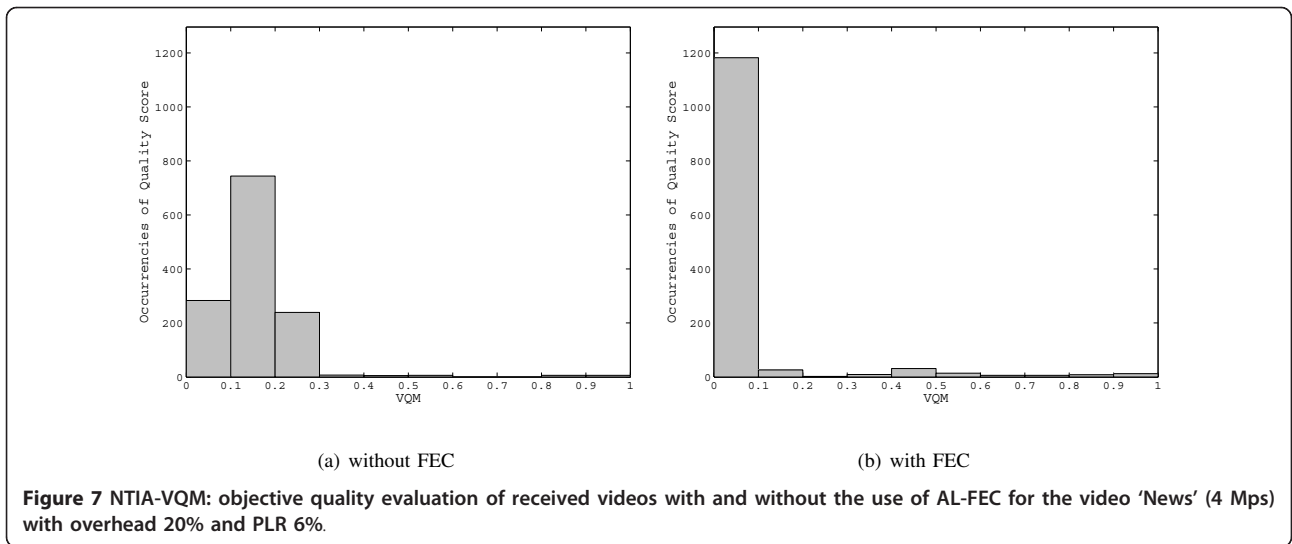 1200
1000
800
600
400
200
0
Occurrencies of Quality Score
0 0.1 0.2 0.3 0.4 0.5 0.6 0.7 0.8 0.9 1
VQM
(a) without FEC
1200
1000
800
600
400
200
0
Occurrencies of Quality Score
0 0.1 0.2 0.3 0.4 0.5 0.6 0.7 0.8 0.9 1
VQM
(b) with FEC
Figure 7 NTIA-VQM: objective quality evaluation of received videos with and without the use of AL-FEC for the video ‘News’ (4 Mps)
with overhead 20% and PLR 6%.